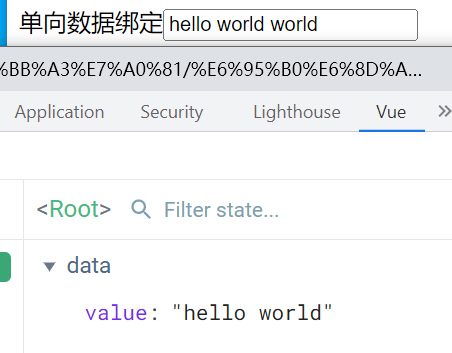 单向数据绑定 hello world world
%BB%A3%E7%A0%81/%E6%95%B0%E6%8D%A...
Application Security Lighthouse Vue »
<Root> Filter state...
data
value: "hello world"